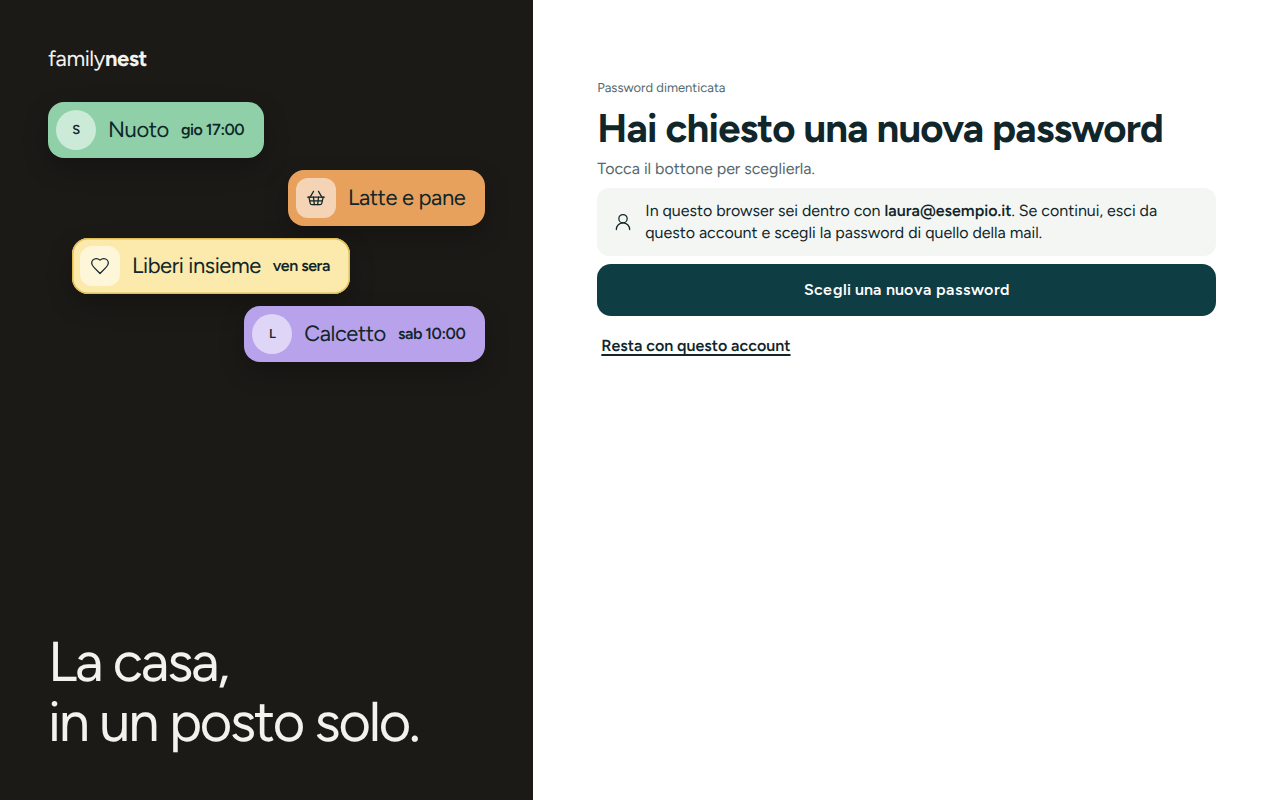 familynest
S Nuoto gio 17:00
Latte e pane
Liberi insieme ven sera
L Calcetto sab 10:00
La casa,
in un posto solo.
Password dimenticata
Hai chiesto una nuova password
Tocca il bottone per sceglierla.
In questo browser sei dentro con laura@esempio.it. Se continui, esci da
questo account e scegli la password di quello della mail.
Scegli una nuova password
Resta con questo account